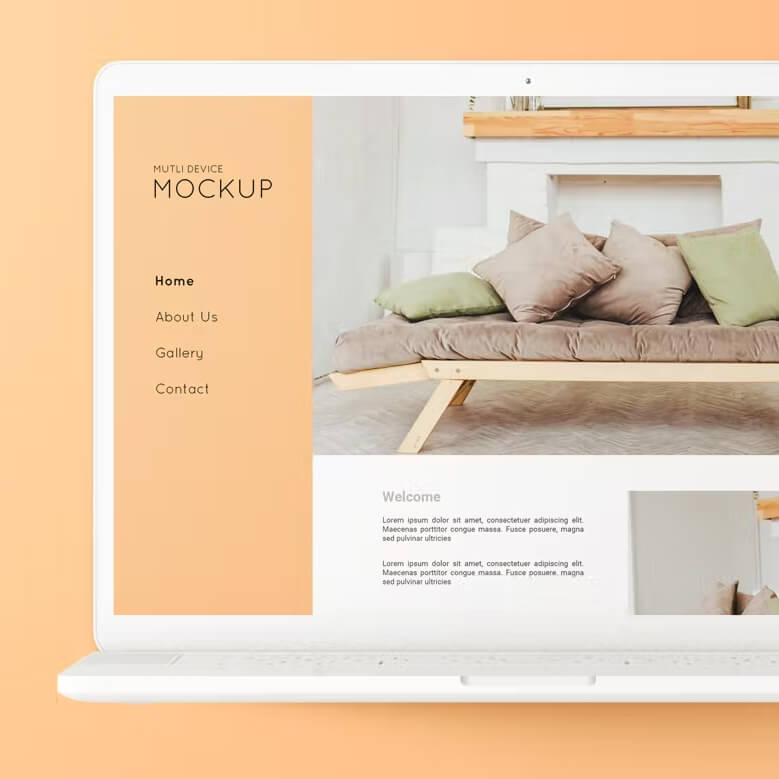 MUTLI DEVICE
MOCKUP
Home
About Us
Gallery
Contact
Welcome
Lorem ipsum dolor sit amet, consectetuer adipiscing elit.
Maecenas porttitor congue massa. Fusce posuere, magna
sed pulvinar ultricies
Lorem ipsum dolor sit amet, consectetuer adipiscing elit.
Maecenas porttitor congue massa. Fusce posuere, magna
sed pulvinar ultricies